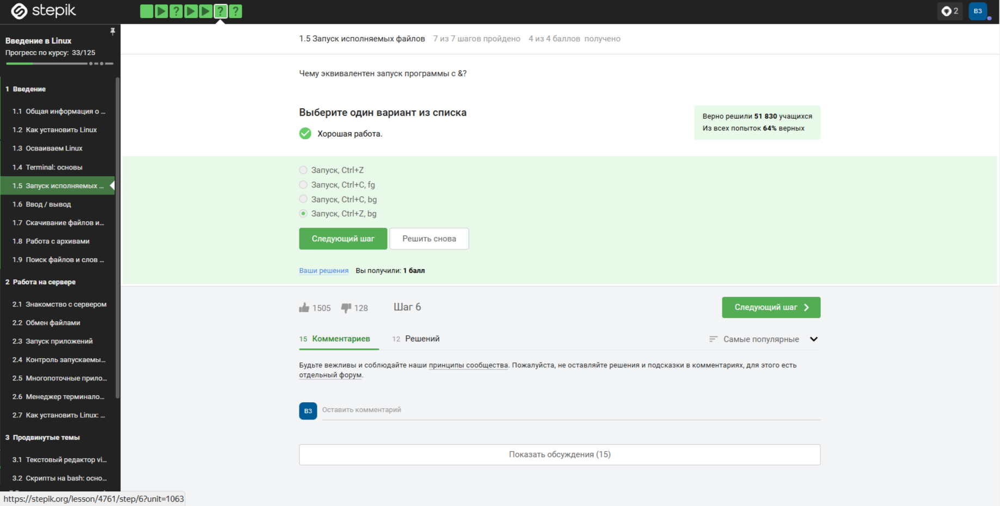 stepik
2
ВЗ
Введение в Linux
Прогресс по курсу: 33/125
1 Введение
1.1 Общая информация о ...
1.2 Как установить Linux
1.3 Осваиваем Linux
1.4 Terminal: основы
1.5 Запуск исполняемых ...
1.6 Ввод / вывод
1.7 Скачивание файлов и...
1.8 Работа с архивами
1.9 Поиск файлов и слов ...
2 Работа на сервере
2.1 Знакомство с сервером
2.2 Обмен файлами
2.3 Запуск приложений
2.4 Контроль запускаемы...
2.5 Многопоточные прило...
2.6 Менеджер терминало...
2.7 Как установить Linux: ...
3 Продвинутые темы
3.1 Текстовый редактор vi...
3.2 Скрипты на bash: осно...
https://stepik.org/lesson/4761/step/6?unit=1063
1.5 Запуск исполняемых файлов 7 из 7 шагов пройдено 4 из 4 баллов получено
Чему эквивалентен запуск программы с &?
Выберите один вариант из списка
Хорошая работа.
Верно решили 51 830 учащихся
Из всех попыток 64% верных
Запуск, Ctrl+Z
Запуск, Ctrl+C, fg
Запуск, Ctrl+C, bg
Запуск, Ctrl+Z, bg
Следующий шаг Решить снова
Ваши решения Вы получили: 1 балл
1505 128 Шаг 6 Следующий шаг
15 Комментариев 12 Решений Самые популярные
Будьте вежливы и соблюдайте наши принципы сообщества. Пожалуйста, не оставляйте решения и подсказки в комментариях, для этого есть
отдельный форум.
ВЗ Оставить комментарий
Показать обсуждения (15)